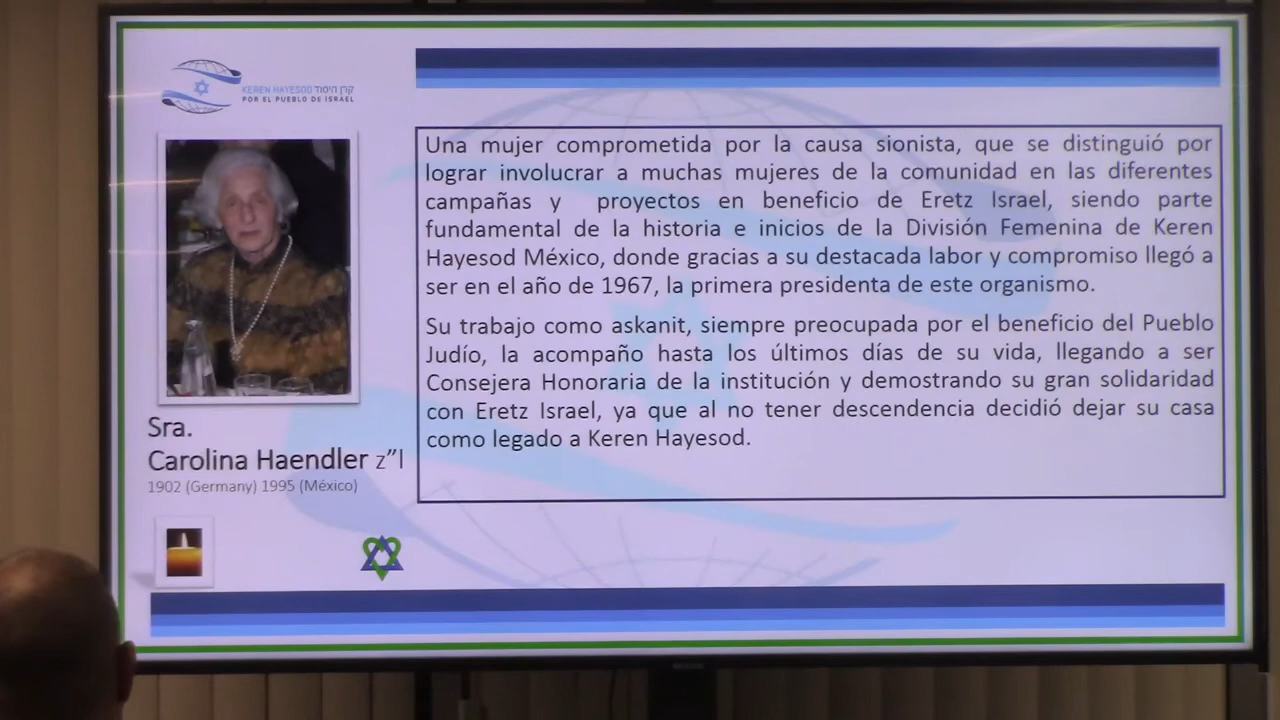 KEREN HAYESOD קרן היסוד
POR EL PUEBLO DE ISRAEL
Una mujer comprometida por la causa sionista, que se distinguió por
lograr involucrar a muchas mujeres de la comunidad en las diferentes
campañas y proyectos en beneficio de Eretz Israel, siendo parte
fundamental de la historia e inicios de la División Femenina de Keren
Hayesod México, donde gracias a su destacada labor y compromiso llegó a
ser en el año de 1967, la primera presidenta de este organismo.
Su trabajo como askanit, siempre preocupada por el beneficio del Pueblo
Judío, la acompaño hasta los últimos días de su vida, llegando a ser
Consejera Honoraria de la institución y demostrando su gran solidaridad
con Eretz Israel, ya que al no tener descendencia decidió dejar su casa
como legado a Keren Hayesod.
Sra.
Carolina Haendler z”l
1902 (Germany) 1995 (México)